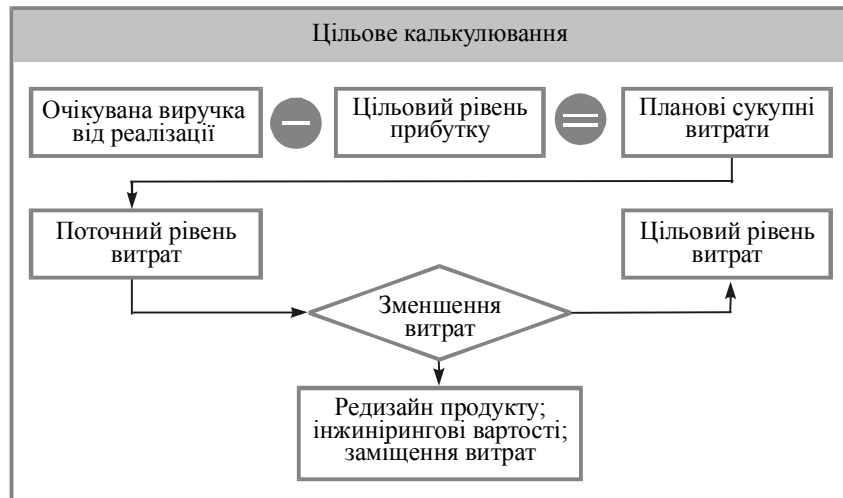 Цільове калькулювання
Очікувана виручка
від реалізації
–
Цільовий рівень
прибутку
=
Планові сукупні
витрати
Поточний рівень
витрат
Цільовий рівень
витрат
Зменшення
витрат
Редизайн продукту;
інжинірингові вартості;
заміщення витрат